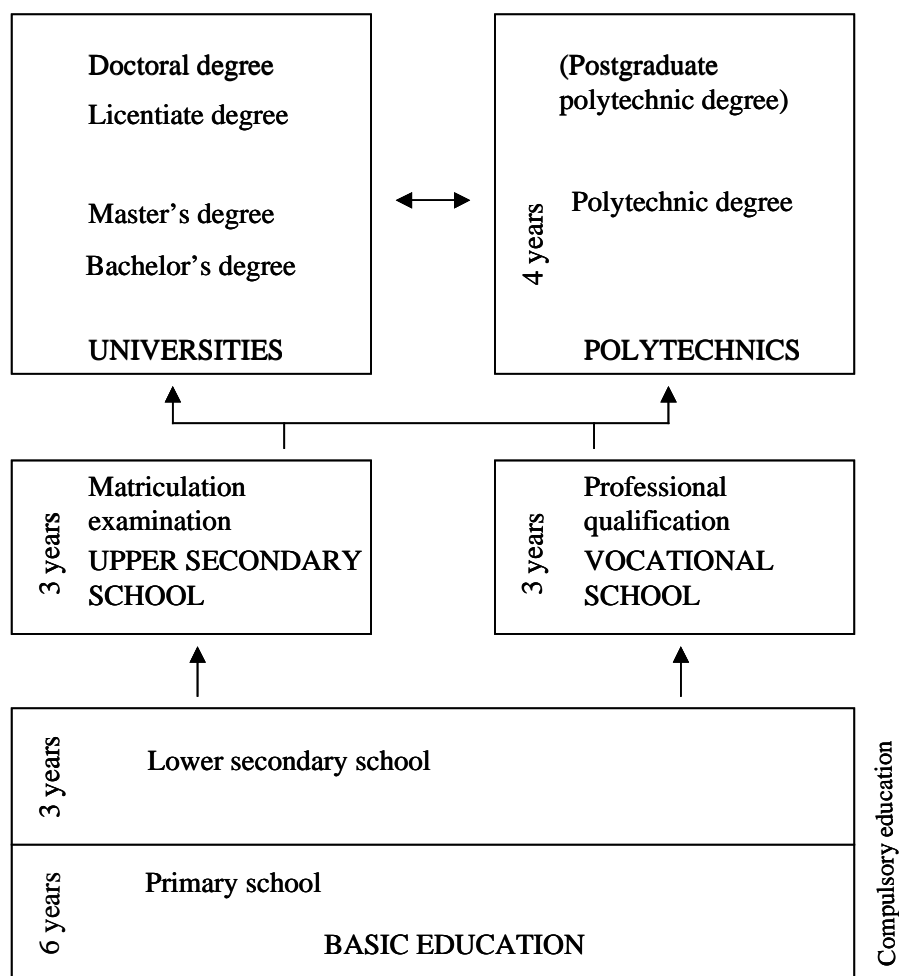 Doctoral degree
Licentiate degree
Master’s degree
Bachelor’s degree
UNIVERSITIES
(Postgraduate
polytechnic degree)
Polytechnic degree
4 years
POLYTECHNICS
3 years
Matriculation
examination
UPPER SECONDARY
SCHOOL
3 years
Professional
qualification
VOCATIONAL
SCHOOL
3 years
Lower secondary school
6 years
Primary school
BASIC EDUCATION
Compulsory education